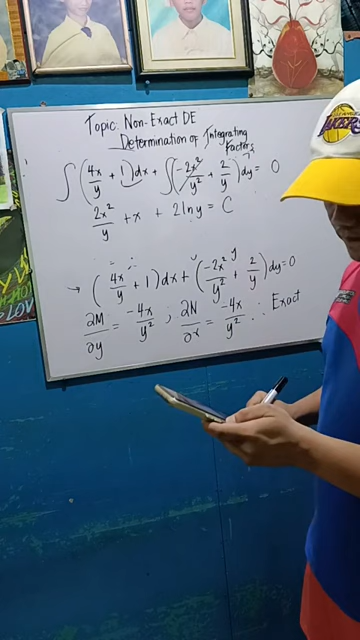 Topic: Non-Exact DE
Determination of Integrating Factors
∫(4x/y + 1)dx + ∫(-2x²/y² + 2/y)dy = 0
2x²/y + x + 2lny = C
→ (4x/y + 1)dx + (-2x²/y² + 2/y)dy = 0
∂M/∂y = -4x/y² ; ∂N/∂x = -4x/y² ∴ Exact
LAKERS